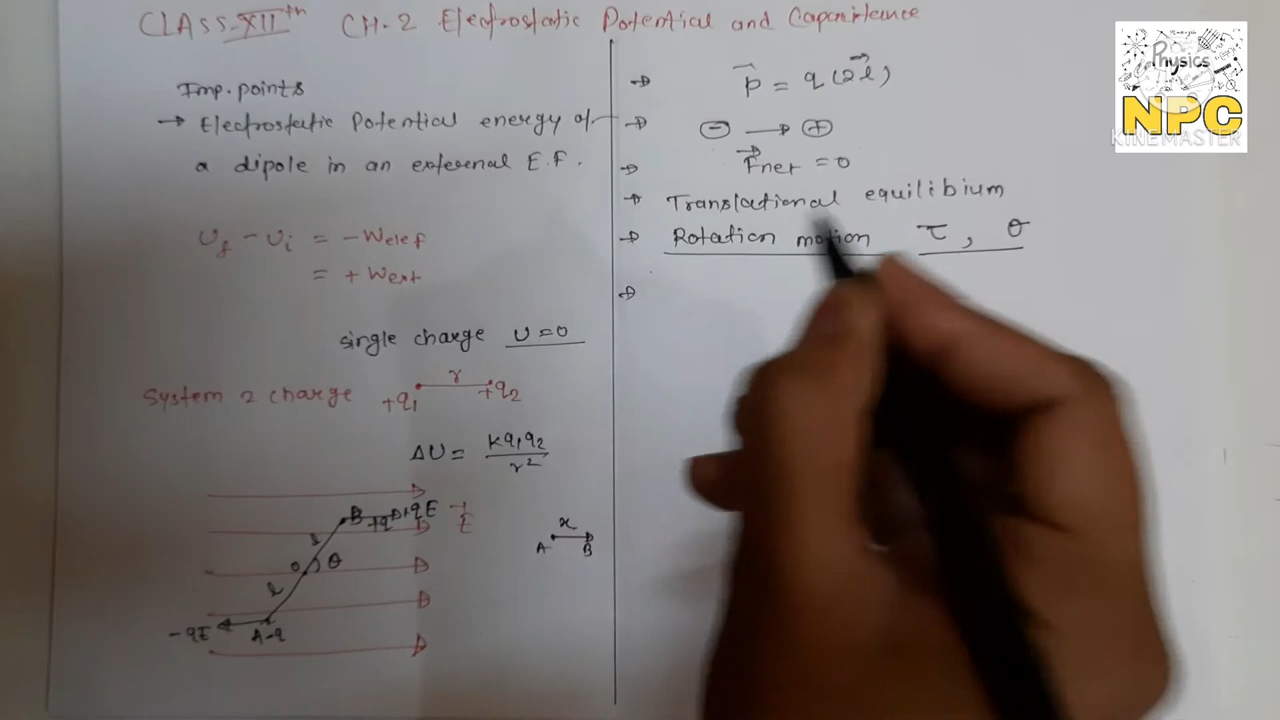 CLASS-XIIth CH-2 Electrostatic Potential and Capacitance
Imp. points
→ Electrostatic Potential energy of
a dipole in an external E.F.
Uf - Ui = -Welef
= + Wext
single charge U=0
System 2 charge +q1 r +q2
ΔU = kq1q2/r2
B +q +qE E
l
O θ
l
-qE A-q
x
A B
p = q(2l)
- → +
Fnet = 0
Translational equilibium
Rotation motion τ, θ
Physics
NPC
KINEMASTER